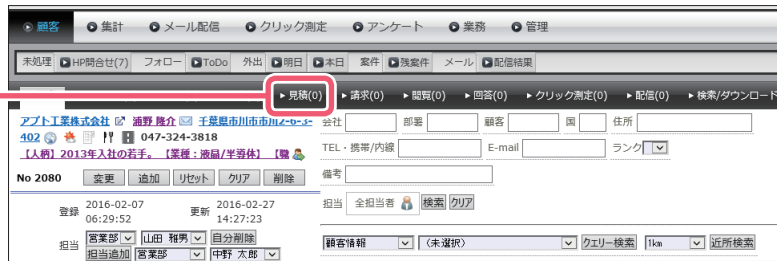 顧客 集計 メール配信 クリック測定 アンケート 業務 管理
未処理 HP問合せ(7) フォロー ToDo 外出 明日 本日 案件 残案件 メール 配信結果
見積(0) 請求(0) 閲覧(0) 回答(0) クリック測定(0) 配信(0) 検索/ダウンロード
アプト工業株式会社 浦野 隆介 千葉県市川市市川2-6-3-
402 047-324-3818
【人柄】2013年入社の若手。【業種：液晶/半導体】【職
No 2080 変更 追加 リセット クリア 削除
登録 2016-02-07 06:29:52 更新 2016-02-27 14:27:23
担当 営業部 山田 雅男 自分削除
担当追加 営業部 中野 太郎
会社 部署 顧客 国 住所
TEL・携帯/内線 E-mail ランク
備考
担当 全担当者 検索 クリア
顧客情報 （未選択） クエリー検索 1km 近所検索